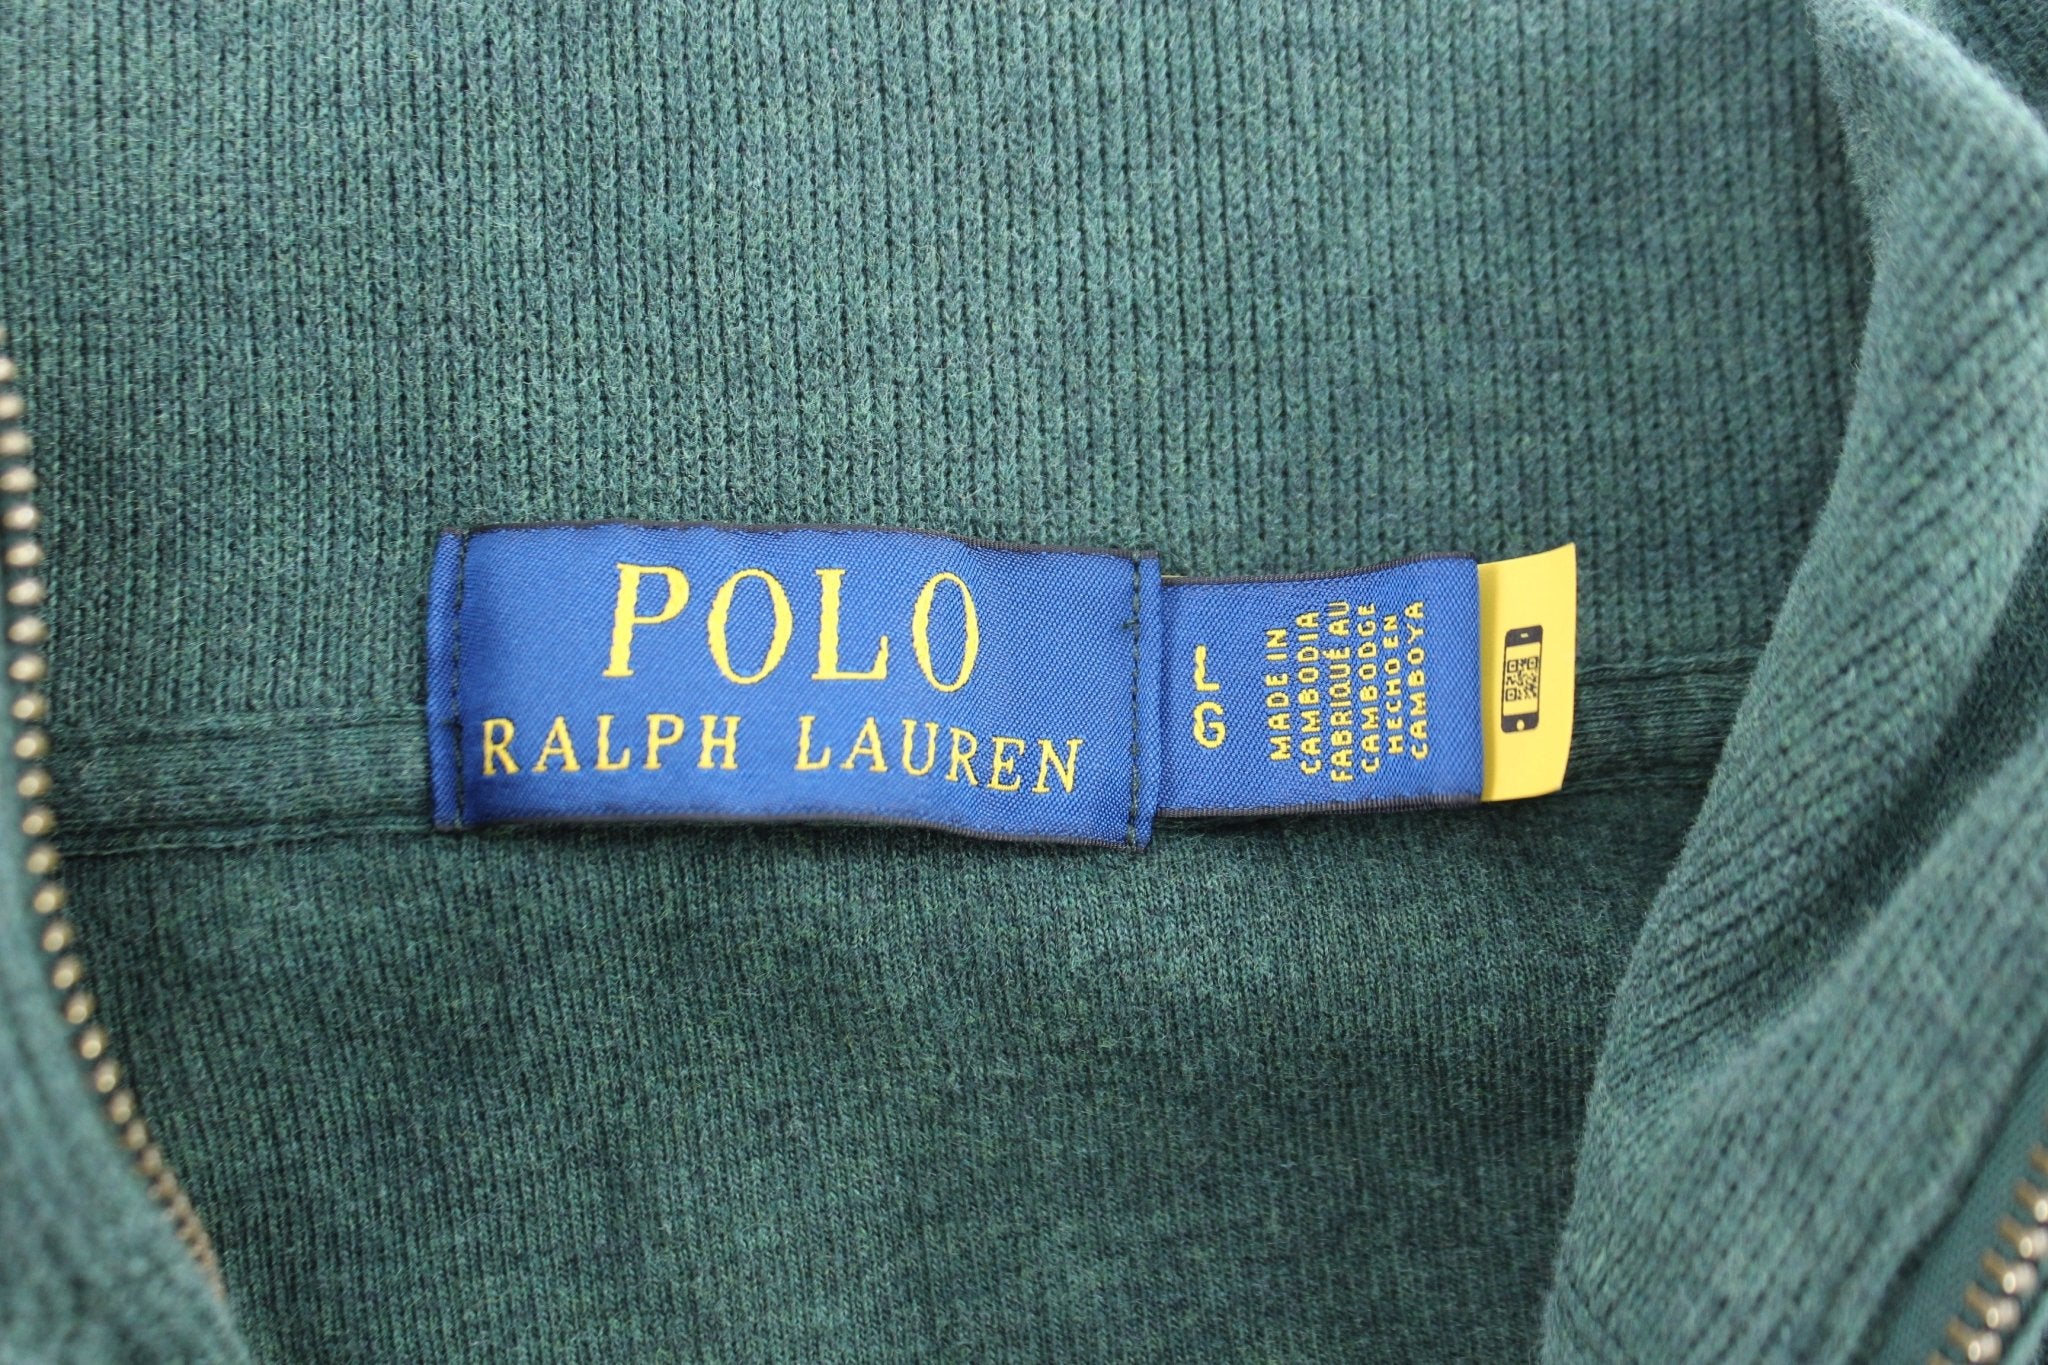 POLO
RALPH LAUREN
L
G
MADE IN
CAMBODIA
FABRIQUÉ AU
CAMBODGE
HECHO EN
CAMBOYA